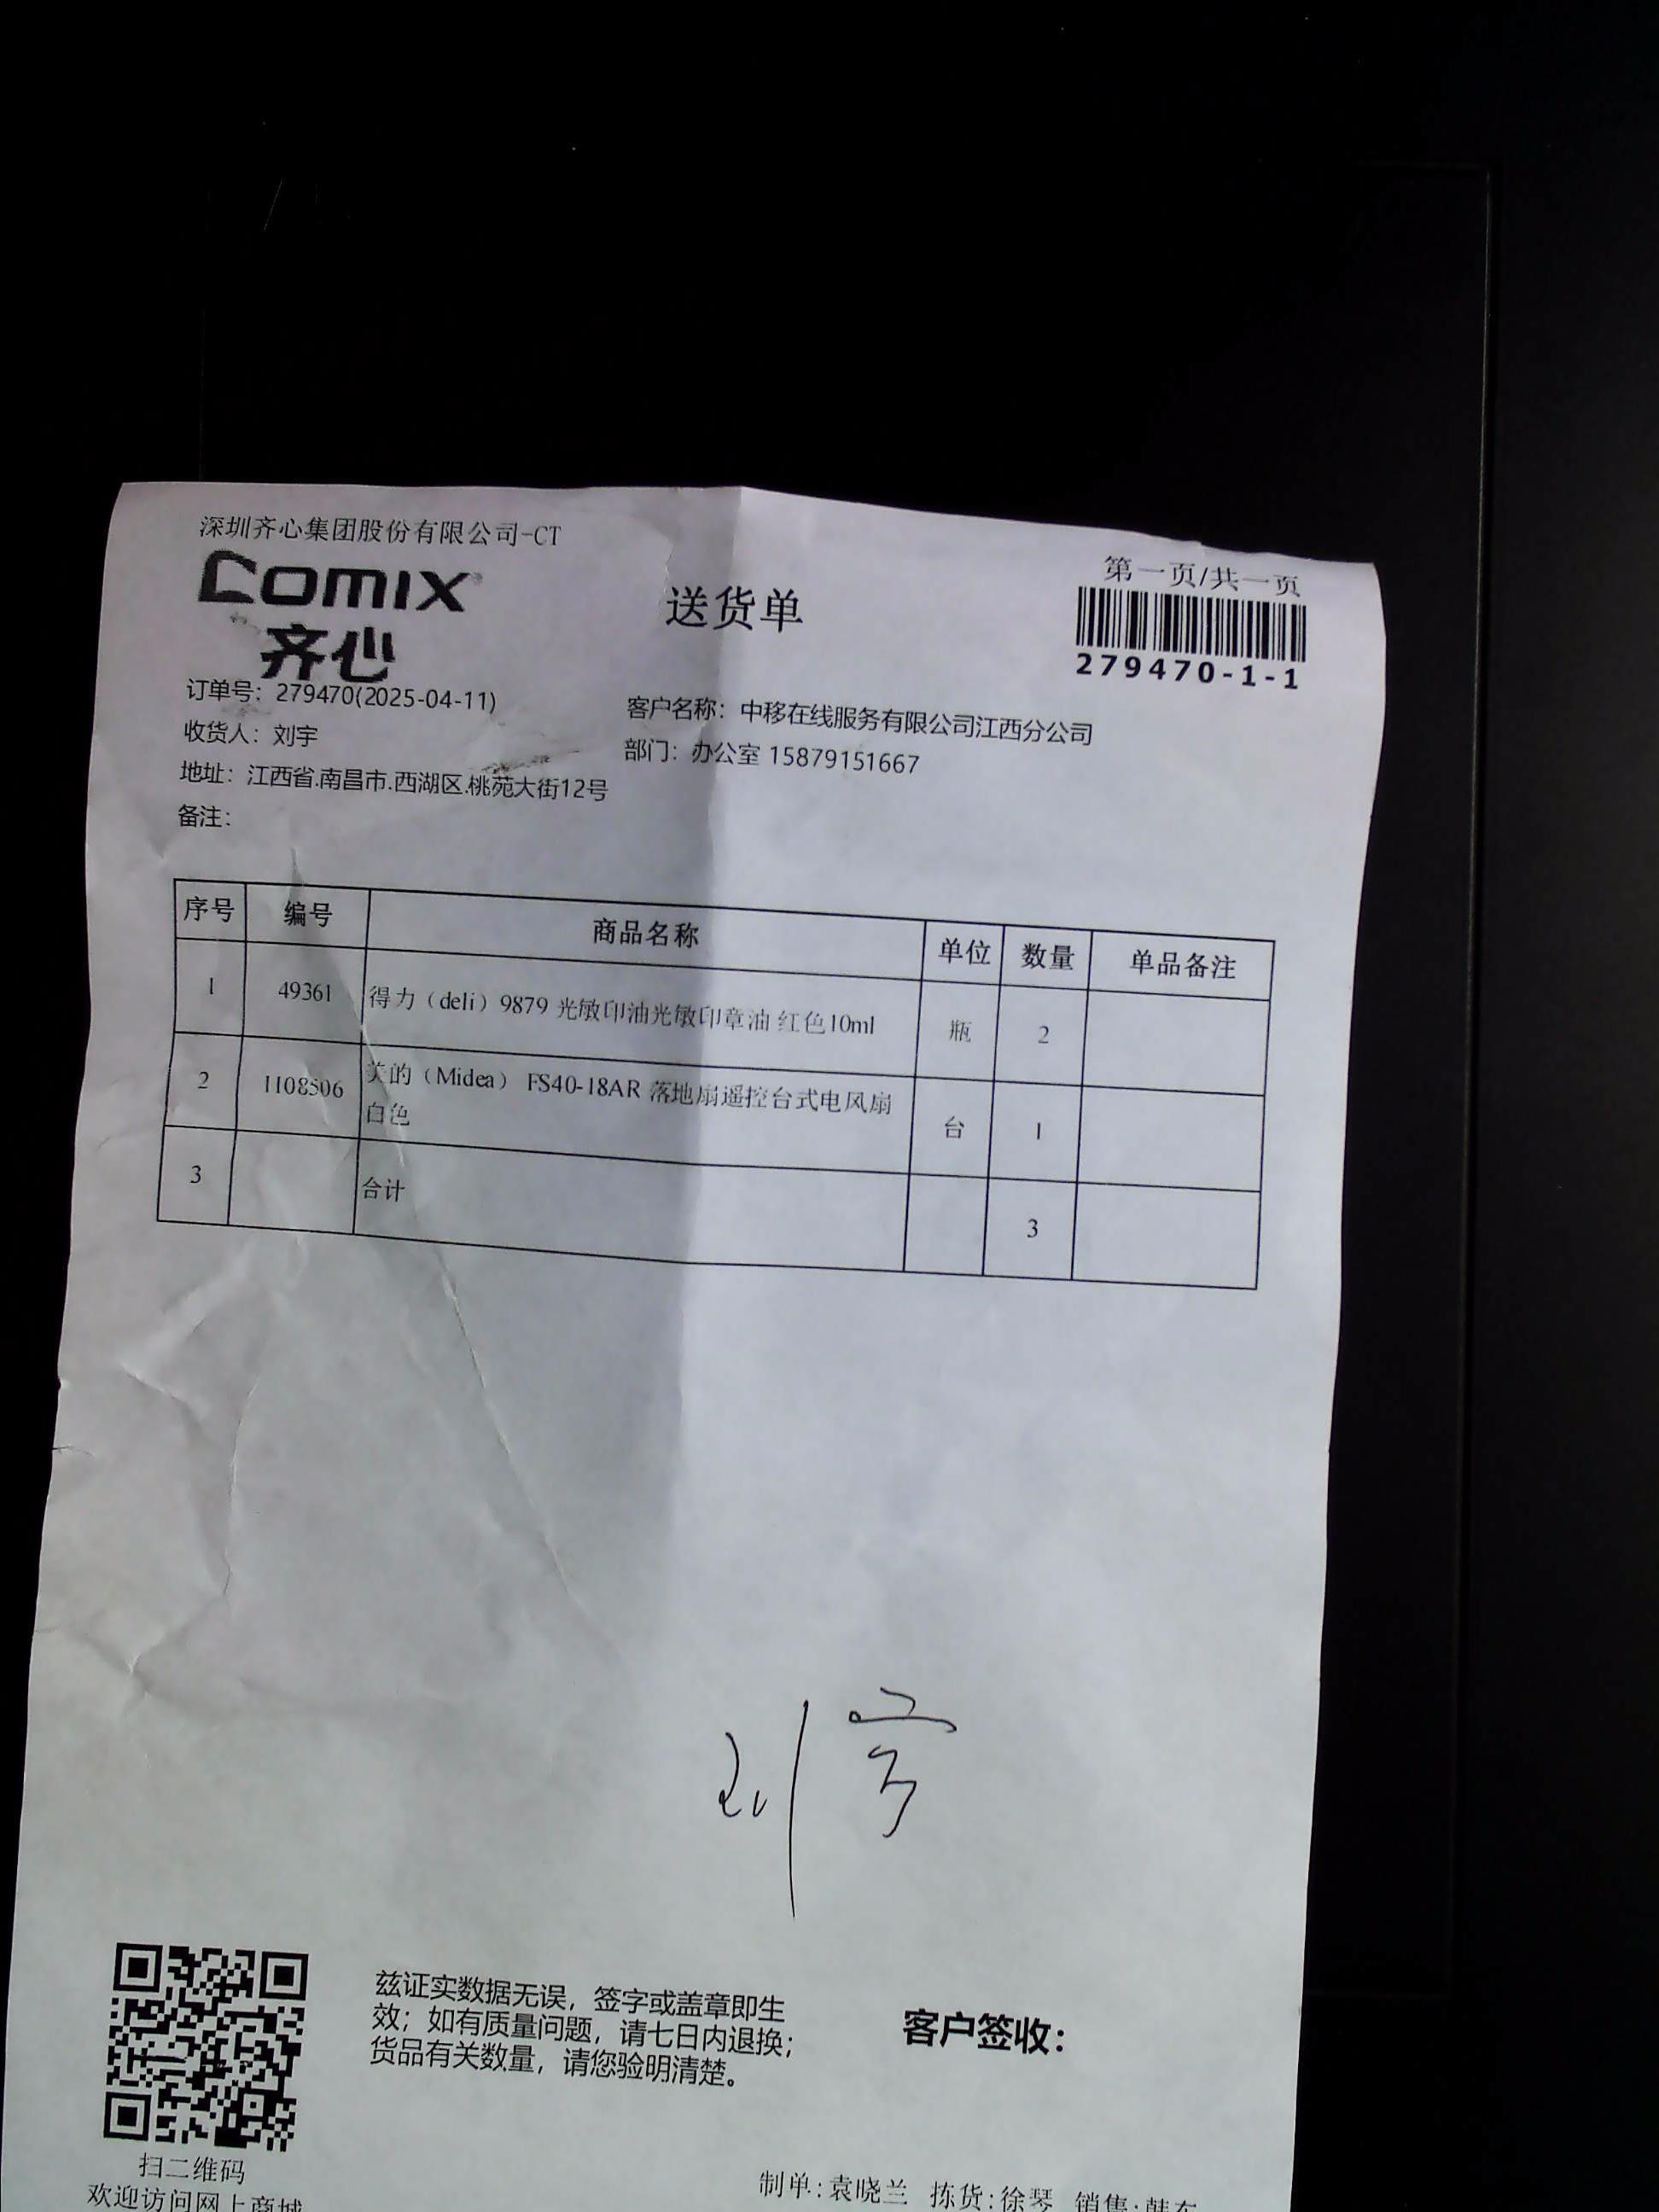 深圳齐心集团股份有限公司-CT
comix
齐心
送货单
第一页/共一页
279470-1-1
订单号：279470(2025-04-11)
客户名称：中移在线服务有限公司江西分公司
收货人：刘宇
部门：办公室 15879151667
地址：江西省.南昌市.西湖区.桃苑大街12号
备注：
序号 编号 商品名称 单位 数量 单品备注
1 49361 得力（deli）9879 光敏印油光敏印章油 红色10ml 瓶 2
2 1108506 美的（Midea） FS40-18AR 落地扇遥控台式电风扇
白色 台 1
3 合计 3
刘宇
兹证实数据无误，签字或盖章即生
效；如有质量问题，请七日内退换；
货品有关数量，请您验明清楚。
客户签收：
扫二维码
欢迎访问网上商城
制单:袁晓兰 拣货:徐琴 销售:韩东